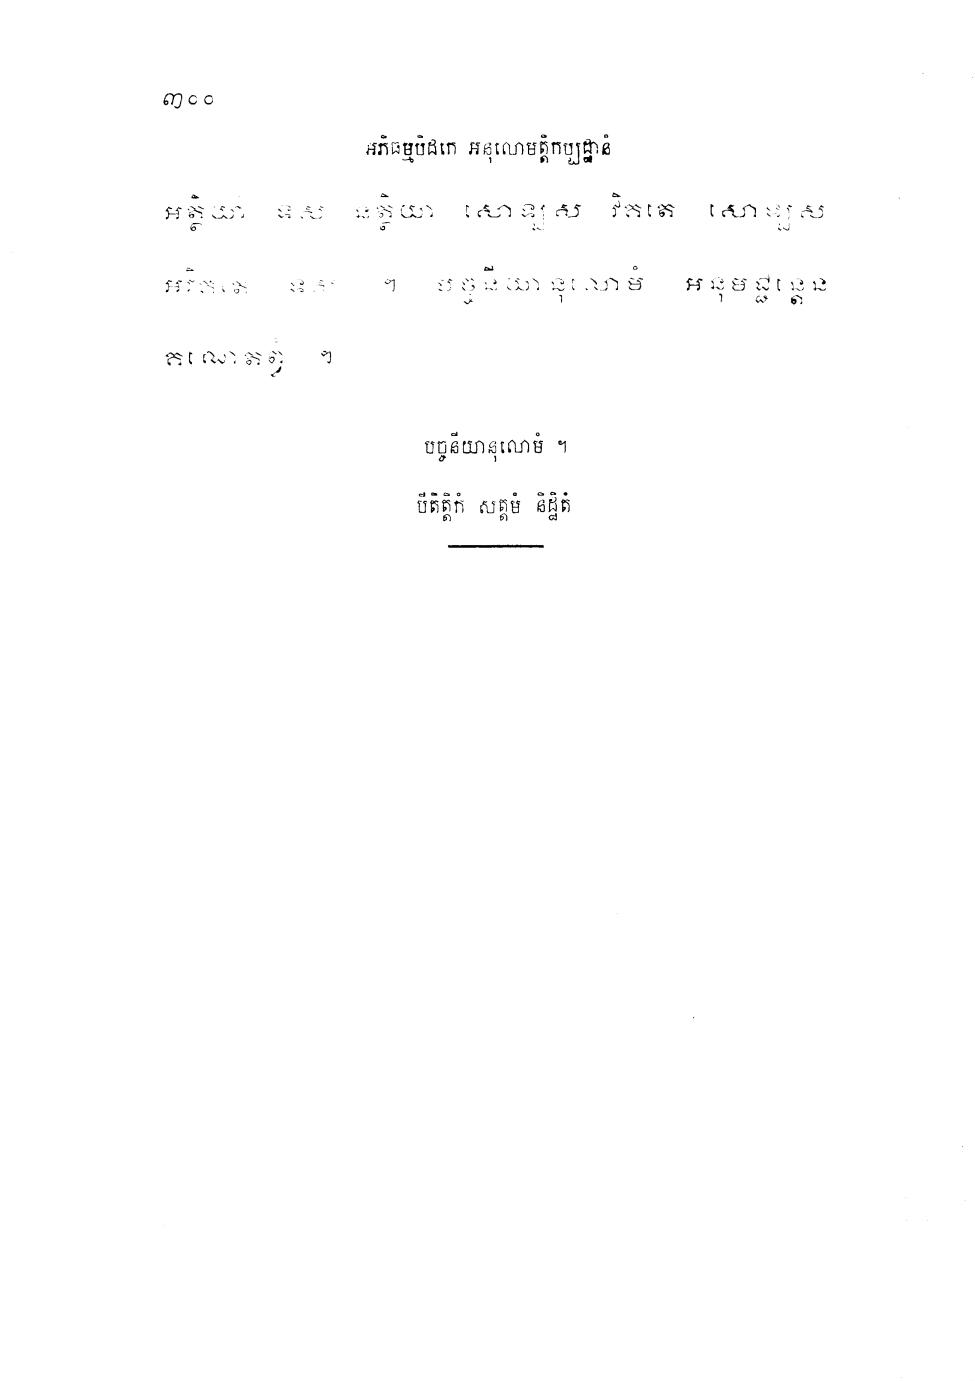 ៣០០
អភិធម្មបិដកេ អនុលោមត្តិកប្បដ្ឋានំ
អត្ថិយា ទស នត្ថិយា សោឡស វិគតេ សោឡស
អវិគតេ ទស ។ បច្ចនីយានុលោមំ អនុមជ្ជន្តេន
គណេតព្វំ ។
បច្ចនីយានុលោមំ ។
បីតិត្តិកំ សត្តមំ និដ្ឋិតំ